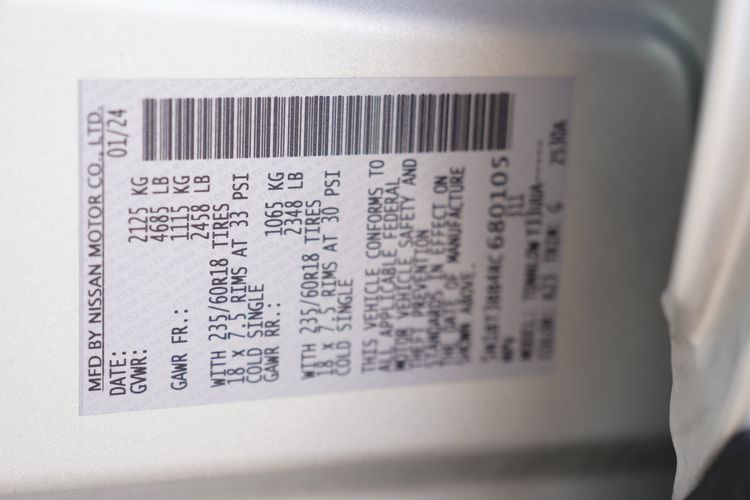 MFD BY NISSAN MOTOR CO., LTD.
DATE: 01/24
GVWR: 2125 KG
4685 LB
GAWR FR.: 1115 KG
2458 LB
WITH 235/60R18 TIRES
18 X 7.5 RIMS AT 33 PSI
COLD SINGLE
GAWR RR.: 1065 KG
2348 LB
WITH 235/60R18 TIRES
18 X 7.5 RIMS AT 30 PSI
COLD SINGLE
THIS VEHICLE CONFORMS TO
ALL APPLICABLE FEDERAL
MOTOR VEHICLE SAFETY AND
THEFT PREVENTION
STANDARDS IN EFFECT ON
THE DATE OF MANUFACTURE
SHOWN ABOVE.
680105
MPV
MODEL:
COLOR: TRIM: G